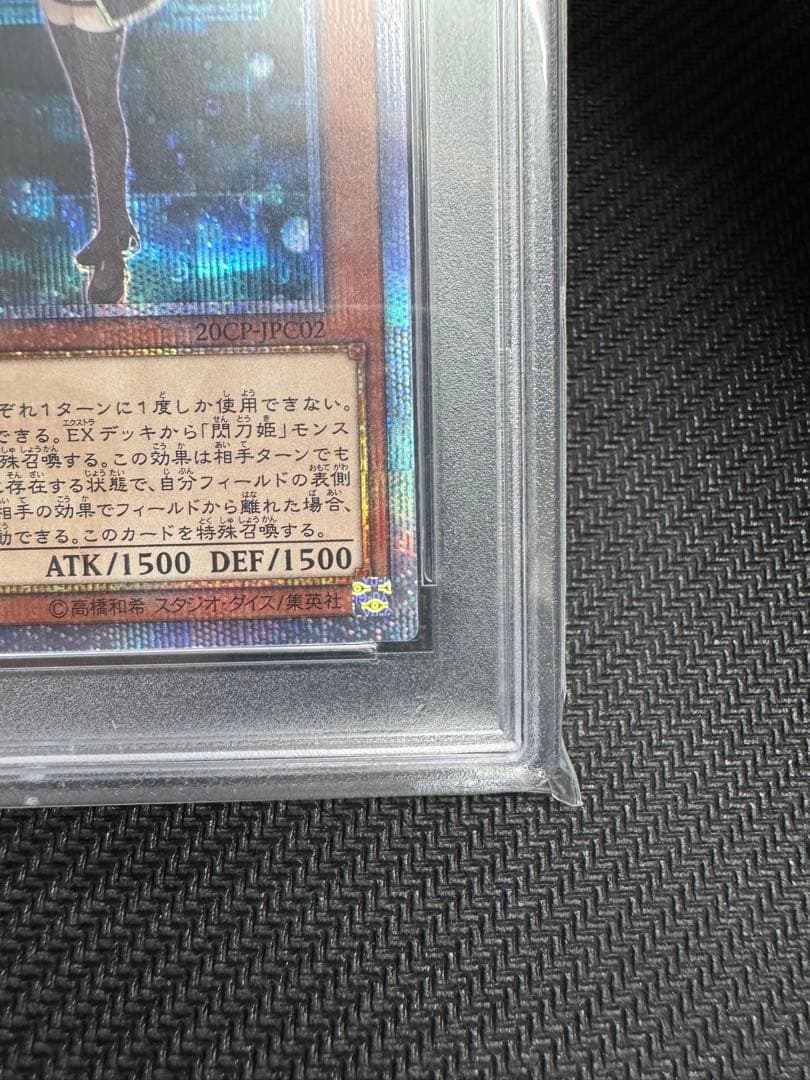 20CP-JPC02
ぞれ1ターンに1度しか使用できない。
できる。EXデッキから「閃刀姫」モンス
殊召喚する。この効果は相手ターンでも
存在する状態で、自分フィールドの表側
相手の効果でフィールドから離れた場合、
動できる。このカードを特殊召喚する。
ATK/1500 DEF/1500
©高橋和希 スタジオ・ダイス/集英社